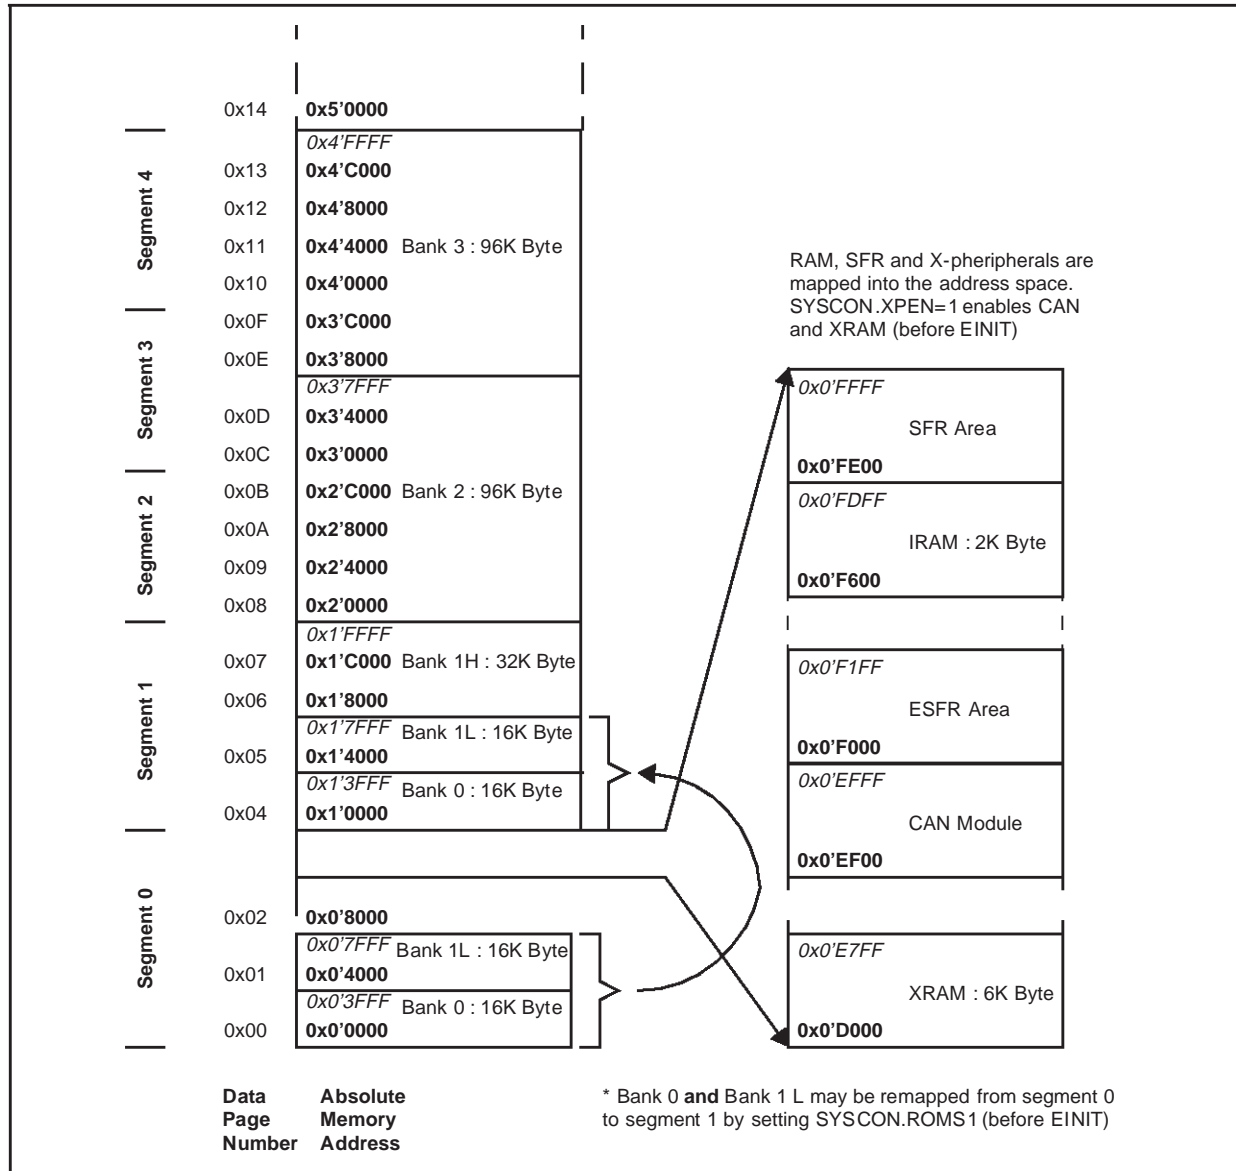 0x14 0x5'0000
0x4'FFFF
0x13 0x4'C000
0x12 0x4'8000
0x11 0x4'4000 Bank 3 : 96K Byte
0x10 0x4'0000
Segment 4
0x0F 0x3'C000
0x0E 0x3'8000
0x3'7FFF
0x0D 0x3'4000
0x0C 0x3'0000
Segment 3
0x0B 0x2'C000 Bank 2 : 96K Byte
0x0A 0x2'8000
0x09 0x2'4000
0x08 0x2'0000
Segment 2
0x1'FFFF
0x07 0x1'C000 Bank 1H : 32K Byte
0x06 0x1'8000
0x1'7FFF Bank 1L : 16K Byte
0x05 0x1'4000
0x1'3FFF Bank 0 : 16K Byte
0x04 0x1'0000
Segment 1
0x02 0x0'8000
0x0'7FFF Bank 1L : 16K Byte
0x01 0x0'4000
0x0'3FFF Bank 0 : 16K Byte
0x00 0x0'0000
Segment 0
RAM, SFR and X-pheripherals are
mapped into the address space.
SYSCON.XPEN=1 enables CAN
and XRAM (before EINIT)
0x0'FFFF
SFR Area
0x0'FE00
0x0'FDFF
IRAM : 2K Byte
0x0'F600
0x0'F1FF
ESFR Area
0x0'F000
0x0'EFFF
CAN Module
0x0'EF00
0x0'E7FF
XRAM : 6K Byte
0x0'D000
Data Page Number
Absolute Memory Address
* Bank 0 and Bank 1 L may be remapped from segment 0
to segment 1 by setting SYSCON.ROMS1 (before EINIT)